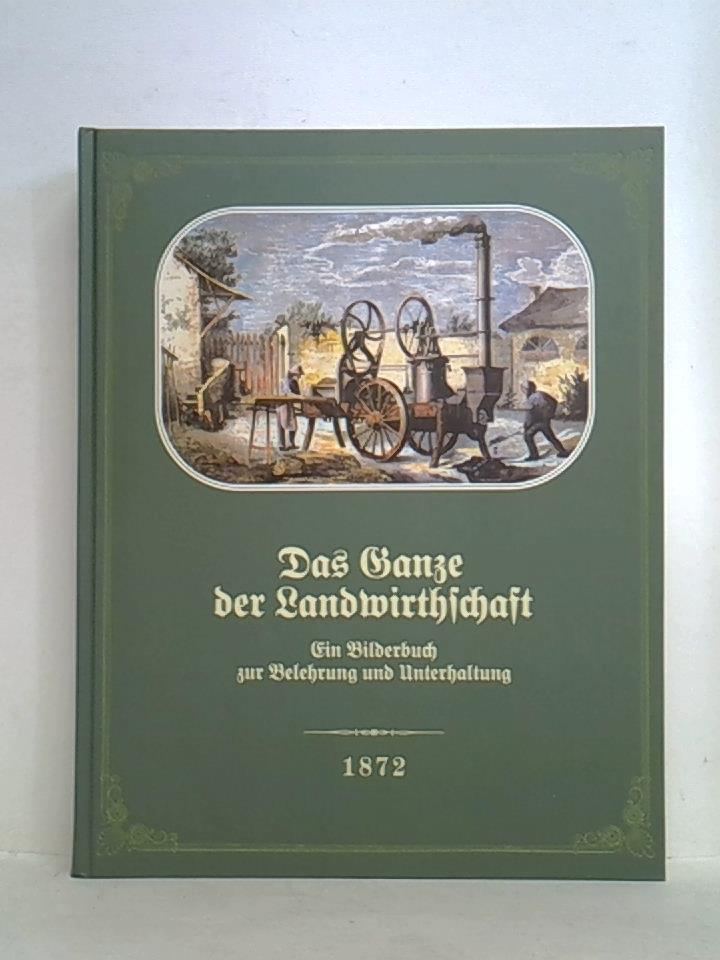 Das Ganze
der Landwirthſchaft
Ein Bilderbuch
zur Belehrung und Unterhaltung
1872